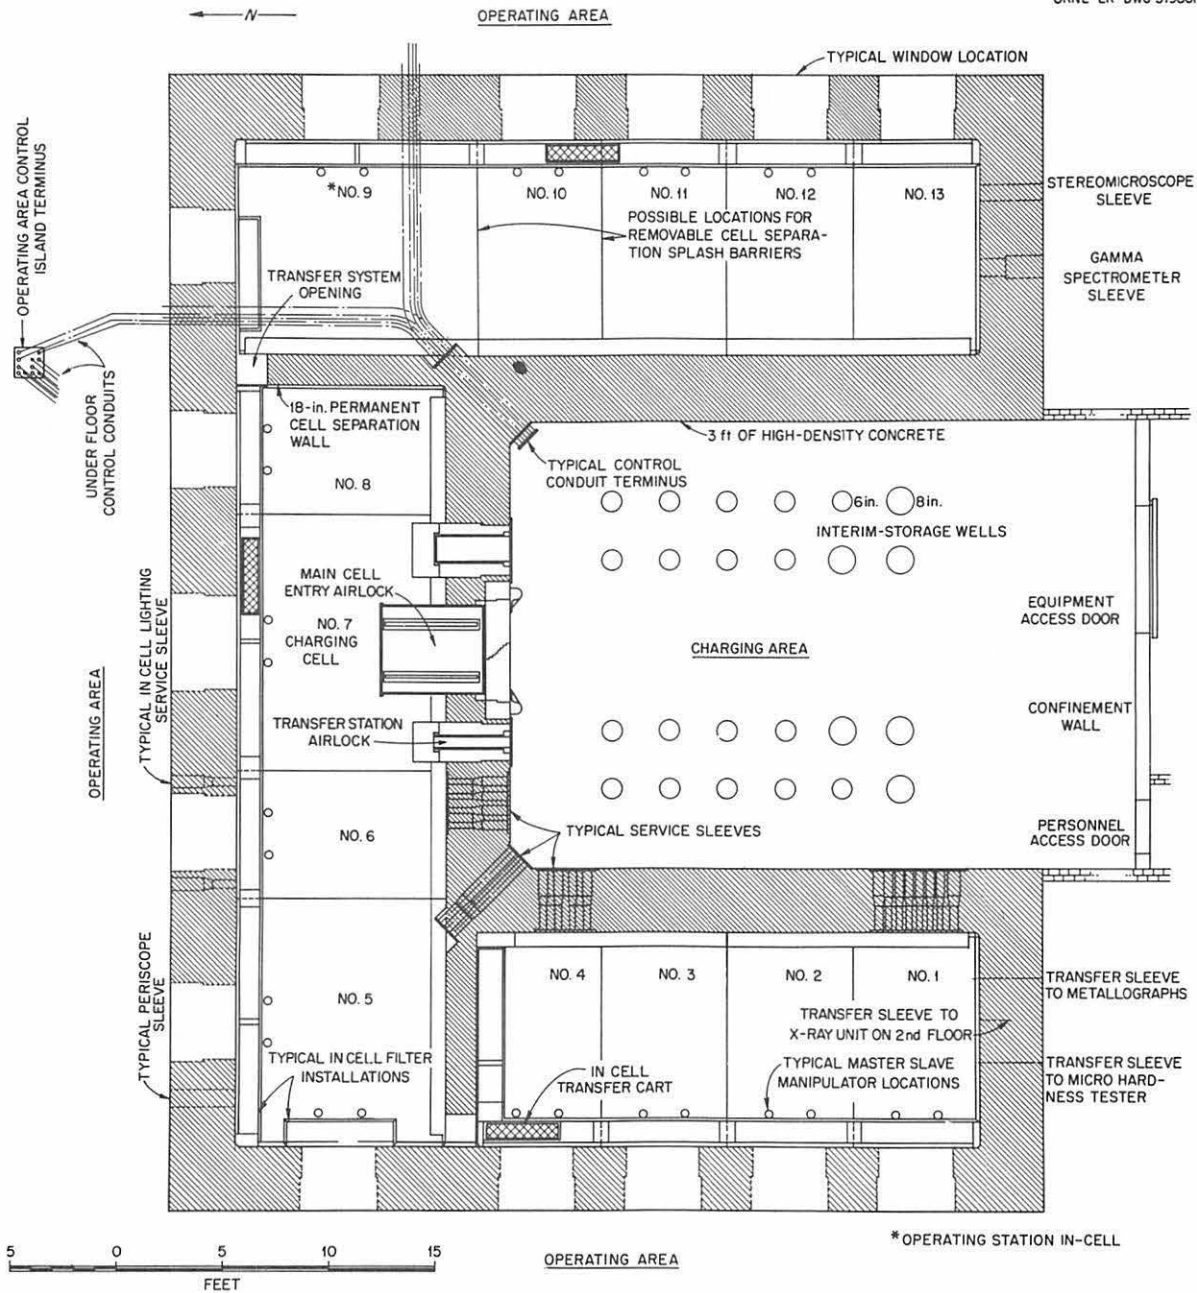 N
OPERATING AREA
TYPICAL WINDOW LOCATION
OPERATING AREA CONTROL
ISLAND TERMINUS
*NO. 9
NO. 10
NO. 11
NO. 12
NO. 13
STEREOMICROSCOPE
SLEEVE
POSSIBLE LOCATIONS FOR
REMOVABLE CELL SEPARA-
TION SPLASH BARRIERS
GAMMA
SPECTROMETER
SLEEVE
TRANSFER SYSTEM
OPENING
UNDER FLOOR
CONTROL CONDUITS
18-in. PERMANENT
CELL SEPARATION
WALL
3 ft OF HIGH-DENSITY CONCRETE
TYPICAL CONTROL
CONDUIT TERMINUS
NO. 8
6 in.
8 in.
INTERIM-STORAGE WELLS
MAIN CELL
ENTRY AIRLOCK
NO. 7
CHARGING
CELL
EQUIPMENT
ACCESS DOOR
CHARGING AREA
TYPICAL IN CELL LIGHTING
SERVICE SLEEVE
OPERATING AREA
TRANSFER STATION
AIRLOCK
CONFINEMENT
WALL
NO. 6
TYPICAL SERVICE SLEEVES
PERSONNEL
ACCESS DOOR
TYPICAL PERISCOPE
SLEEVE
NO. 5
NO. 4
NO. 3
NO. 2
NO. 1
TRANSFER SLEEVE
TO METALLOGRAPHS
TRANSFER SLEEVE TO
X-RAY UNIT ON 2nd FLOOR
TYPICAL IN CELL FILTER
INSTALLATIONS
IN CELL
TRANSFER CART
TYPICAL MASTER SLAVE
MANIPULATOR LOCATIONS
TRANSFER SLEEVE
TO MICRO HARD-
NESS TESTER
*OPERATING STATION IN-CELL
5 0 5 10 15
FEET
OPERATING AREA